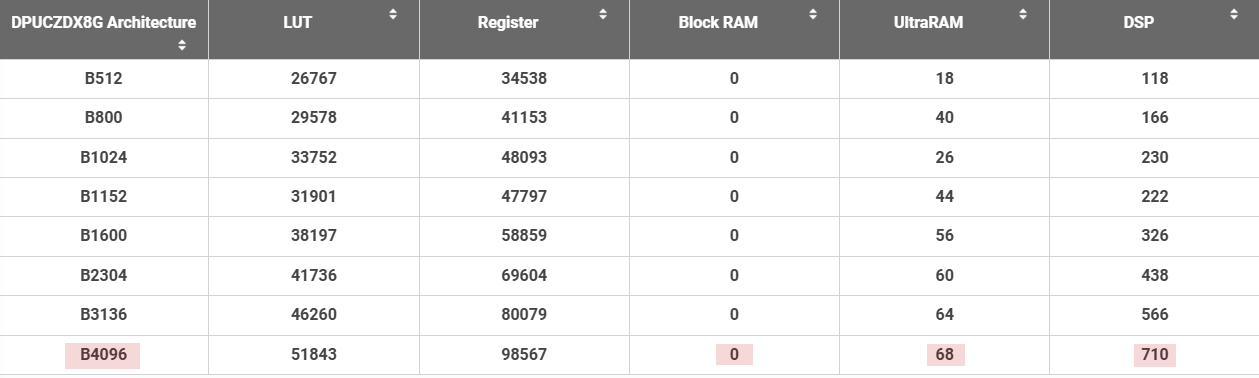 DPUCZDX8G Architecture LUT Register Block RAM UltraRAM DSP
B512 26767 34538 0 18 118
B800 29578 41153 0 40 166
B1024 33752 48093 0 26 230
B1152 31901 47797 0 44 222
B1600 38197 58859 0 56 326
B2304 41736 69604 0 60 438
B3136 46260 80079 0 64 566
B4096 51843 98567 0 68 710